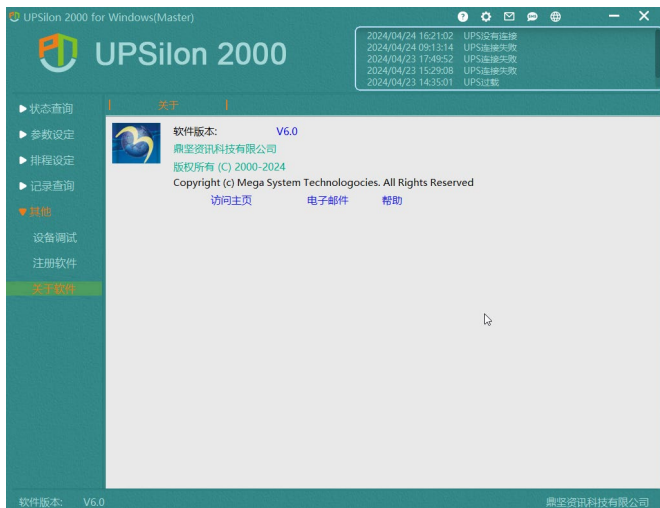 UPSilon 2000 for Windows(Master)
UPSilon 2000
2024/04/24 16:21:02 UPS没有连接
2024/04/24 09:13:14 UPS连接失败
2024/04/23 17:49:52 UPS连接失败
2024/04/23 15:29:08 UPS连接失败
2024/04/23 14:35:01 UPS过载
状态查询
参数设定
排程设定
记录查询
其他
设备调试
注册软件
关于软件
关于
软件版本: V6.0
鼎坚资讯科技有限公司
版权所有 (C) 2000-2024
Copyright (c) Mega System Technologocies. All Rights Reserved
访问主页 电子邮件 帮助
软件版本: V6.0 鼎坚资讯科技有限公司